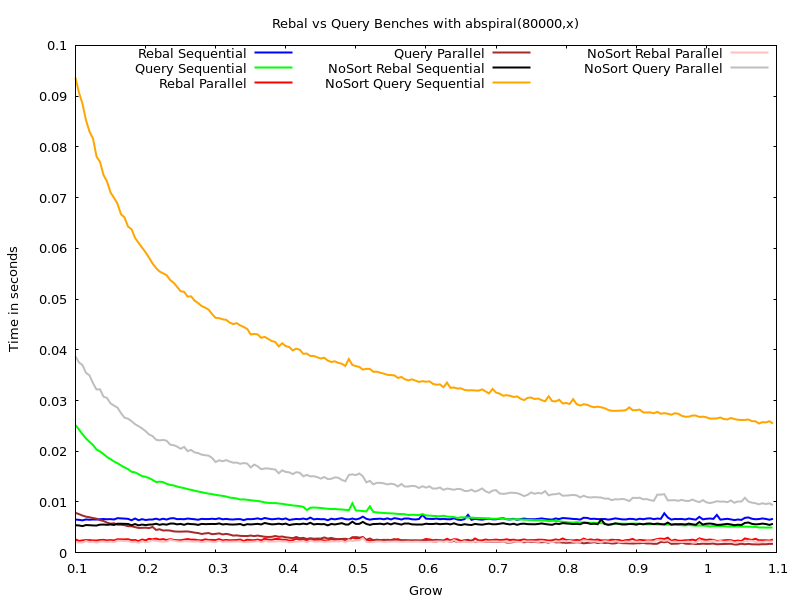 Rebal vs Query Benches with abspiral(80000,x)
Rebal Sequential
Query Sequential
Rebal Parallel
Query Parallel
NoSort Rebal Sequential
NoSort Query Sequential
NoSort Rebal Parallel
NoSort Query Parallel
Time in seconds
0.1
0.09
0.08
0.07
0.06
0.05
0.04
0.03
0.02
0.01
0
0.1 0.2 0.3 0.4 0.5 0.6 0.7 0.8 0.9 1 1.1
Grow